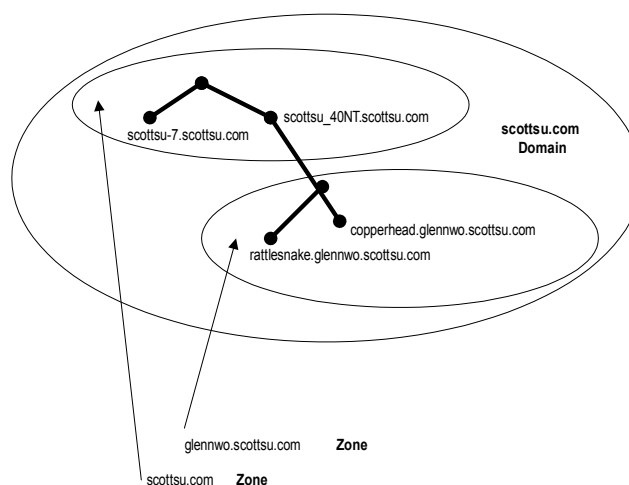 scottsu_40NT.scottsu.com
scottsu-7.scottsu.com
scottsu.com
Domain
copperhead.glennwo.scottsu.com
rattlesnake.glennwo.scottsu.com
glennwo.scottsu.com Zone
scottsu.com Zone